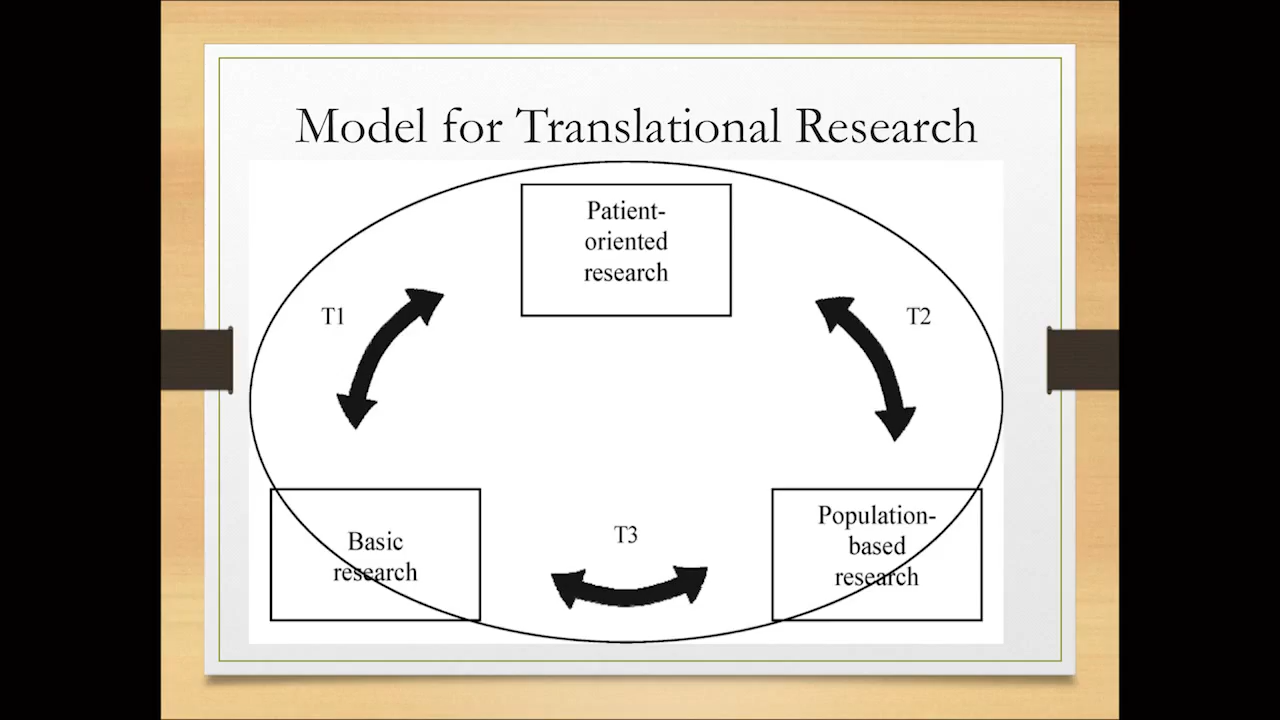 Model for Translational Research
Patient-
oriented
research
T1
T2
Basic
research
T3
Population-
based
research